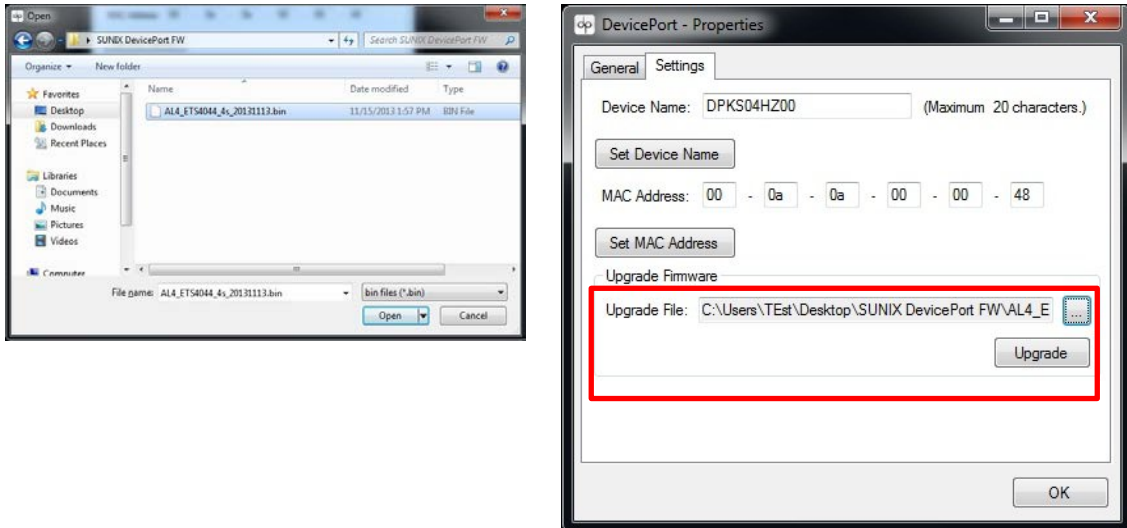 Open
SUNIX DevicePort FW
Search SUNIX DevicePort FW
Organize
New folder
Favorites
Desktop
Downloads
Recent Places
Libraries
Documents
Music
Pictures
Videos
Computer
Name
Date modified
Type
AL4_ETS4044_4s_20131113.bin
11/15/2013 1:57 PM
BIN File
File name:
AL4_ETS4044_4s_20131113.bin
bin files (*.bin)
Open
Cancel
DevicePort - Properties
General
Settings
Device Name:
DPKS04HZ00
(Maximum 20 characters.)
Set Device Name
MAC Address:
00 - 0a - 0a - 00 - 00 - 48
Set MAC Address
Upgrade Firmware
Upgrade File:
C:\Users\TEst\Desktop\SUNIX DevicePort FW\AL4_E
...
Upgrade
OK